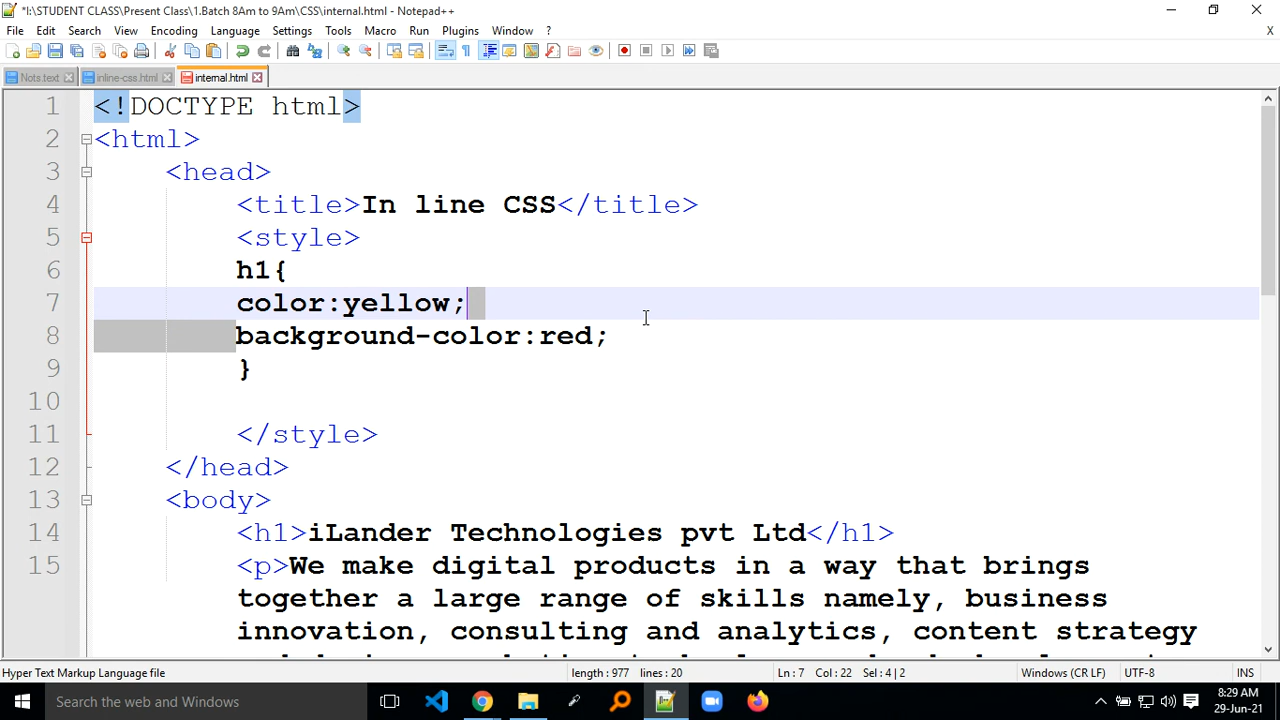 *I:\STUDENT CLASS\Present Class\1.Batch 8Am to 9Am\CSS\internal.html - Notepad++
File Edit Search View Encoding Language Settings Tools Macro Run Plugins Window ? X
Nots.text inline-css.html internal.html
1 <!DOCTYPE html>
2 <html>
3 <head>
4 <title>In line CSS</title>
5 <style>
6 h1{
7 color:yellow;
8 background-color:red;
9 }
10
11 </style>
12 </head>
13 <body>
14 <h1>iLander Technologies pvt Ltd</h1>
15 <p>We make digital products in a way that brings
together a large range of skills namely, business
innovation, consulting and analytics, content strategy
Hyper Text Markup Language file length : 977 lines : 20 Ln : 7 Col : 22 Sel : 4 | 2 Windows (CR LF) UTF-8 INS
Search the web and Windows
8:29 AM
29-Jun-21